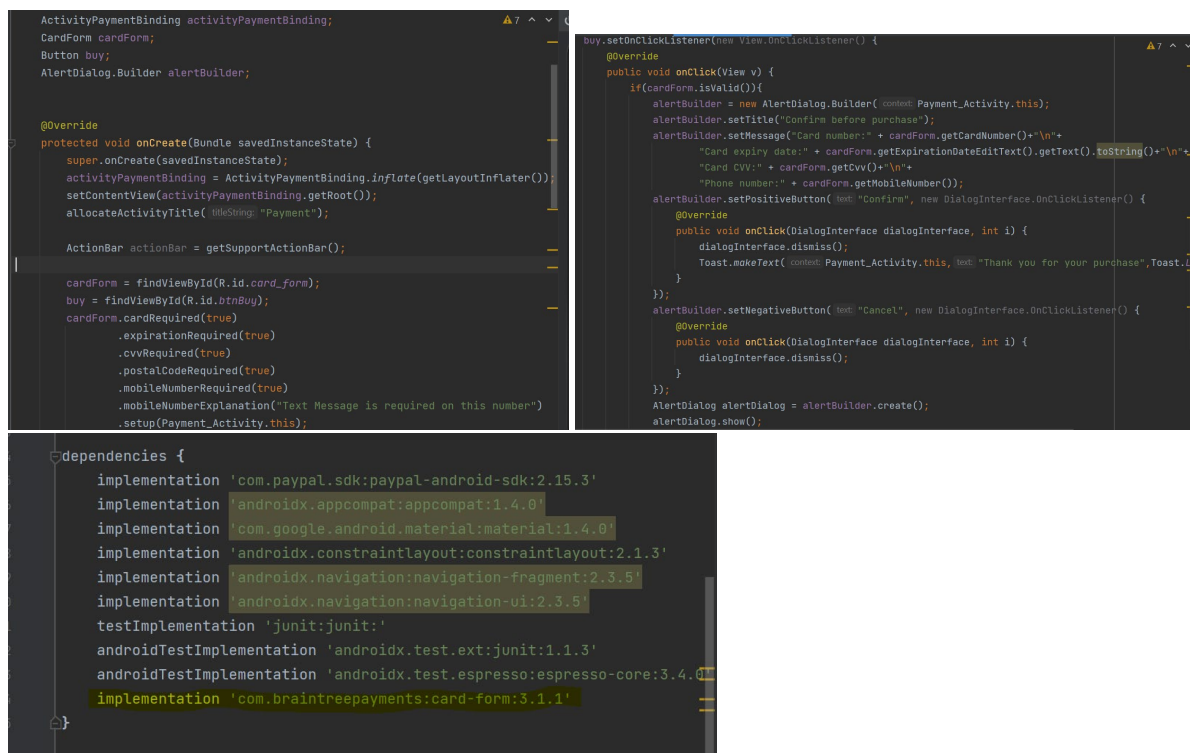 ActivityPaymentBinding activityPaymentBinding;
7
CardForm cardForm;
Button buy;
AlertDialog.Builder alertBuilder;
@Override
protected void onCreate(Bundle savedInstanceState) {
super.onCreate(savedInstanceState);
activityPaymentBinding = ActivityPaymentBinding.inflate(getLayoutInflater());
setContentView(activityPaymentBinding.getRoot());
allocateActivityTitle( titleString: "Payment");
ActionBar actionBar = getSupportActionBar();
cardForm = findViewById(R.id.card_form);
buy = findViewById(R.id.btnBuy);
cardForm.cardRequired(true)
.expirationRequired(true)
.cvvRequired(true)
.postalCodeRequired(true)
.mobileNumberRequired(true)
.mobileNumberExplanation("Text Message is required on this number")
.setup(Payment_Activity.this);
buy.setOnClickListener(new View.OnClickListener() {
7
@Override
public void onClick(View v) {
if(cardForm.isValid()){
alertBuilder = new AlertDialog.Builder( context: Payment_Activity.this);
alertBuilder.setTitle("Confirm before purchase");
alertBuilder.setMessage("Card number:" + cardForm.getCardNumber()+"\n"+
"Card expiry date:" + cardForm.getExpirationDateEditText().getText().toString()+"\n"+
"Card CVV:" + cardForm.getCvv()+"\n"+
"Phone number:" + cardForm.getMobileNumber());
alertBuilder.setPositiveButton( text: "Confirm", new DialogInterface.OnClickListener() {
@Override
public void onClick(DialogInterface dialogInterface, int i) {
dialogInterface.dismiss();
Toast.makeText( context: Payment_Activity.this, text: "Thank you for your purchase",Toast.
}
});
alertBuilder.setNegativeButton( text: "Cancel", new DialogInterface.OnClickListener() {
@Override
public void onClick(DialogInterface dialogInterface, int i) {
dialogInterface.dismiss();
}
});
AlertDialog alertDialog = alertBuilder.create();
alertDialog.show();
dependencies {
implementation 'com.paypal.sdk:paypal-android-sdk:2.15.3'
implementation 'androidx.appcompat:appcompat:1.4.0'
implementation 'com.google.android.material:material:1.4.0'
implementation 'androidx.constraintlayout:constraintlayout:2.1.3'
implementation 'androidx.navigation:navigation-fragment:2.3.5'
implementation 'androidx.navigation:navigation-ui:2.3.5'
testImplementation 'junit:junit:'
androidTestImplementation 'androidx.test.ext:junit:1.1.3'
androidTestImplementation 'androidx.test.espresso:espresso-core:3.4.0'
implementation 'com.braintreepayments:card-form:3.1.1'
}